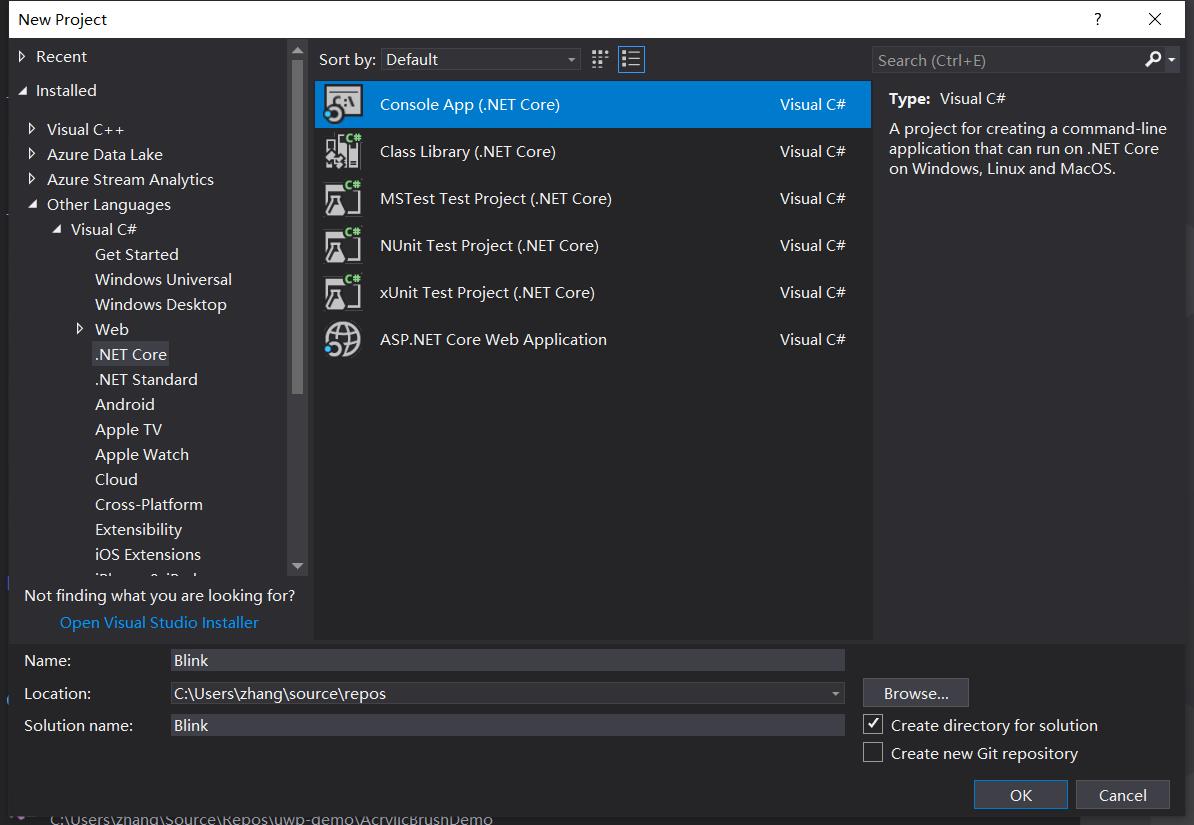 New Project
?
Recent
Installed
Visual C++
Azure Data Lake
Azure Stream Analytics
Other Languages
Visual C#
Get Started
Windows Universal
Windows Desktop
Web
.NET Core
.NET Standard
Android
Apple TV
Apple Watch
Cloud
Cross-Platform
Extensibility
iOS Extensions
Not finding what you are looking for?
Open Visual Studio Installer
Sort by: Default
Console App (.NET Core) Visual C#
Class Library (.NET Core) Visual C#
MSTest Test Project (.NET Core) Visual C#
NUnit Test Project (.NET Core) Visual C#
xUnit Test Project (.NET Core) Visual C#
ASP.NET Core Web Application Visual C#
Search (Ctrl+E)
Type: Visual C#
A project for creating a command-line
application that can run on .NET Core
on Windows, Linux and MacOS.
Name: Blink
Location: C:\Users\zhang\source\repos
Browse...
Solution name: Blink
Create directory for solution
Create new Git repository
OK
Cancel
C:\Users\zhang\Source\Repos\uwp-demo\AcrylicBrushDemo